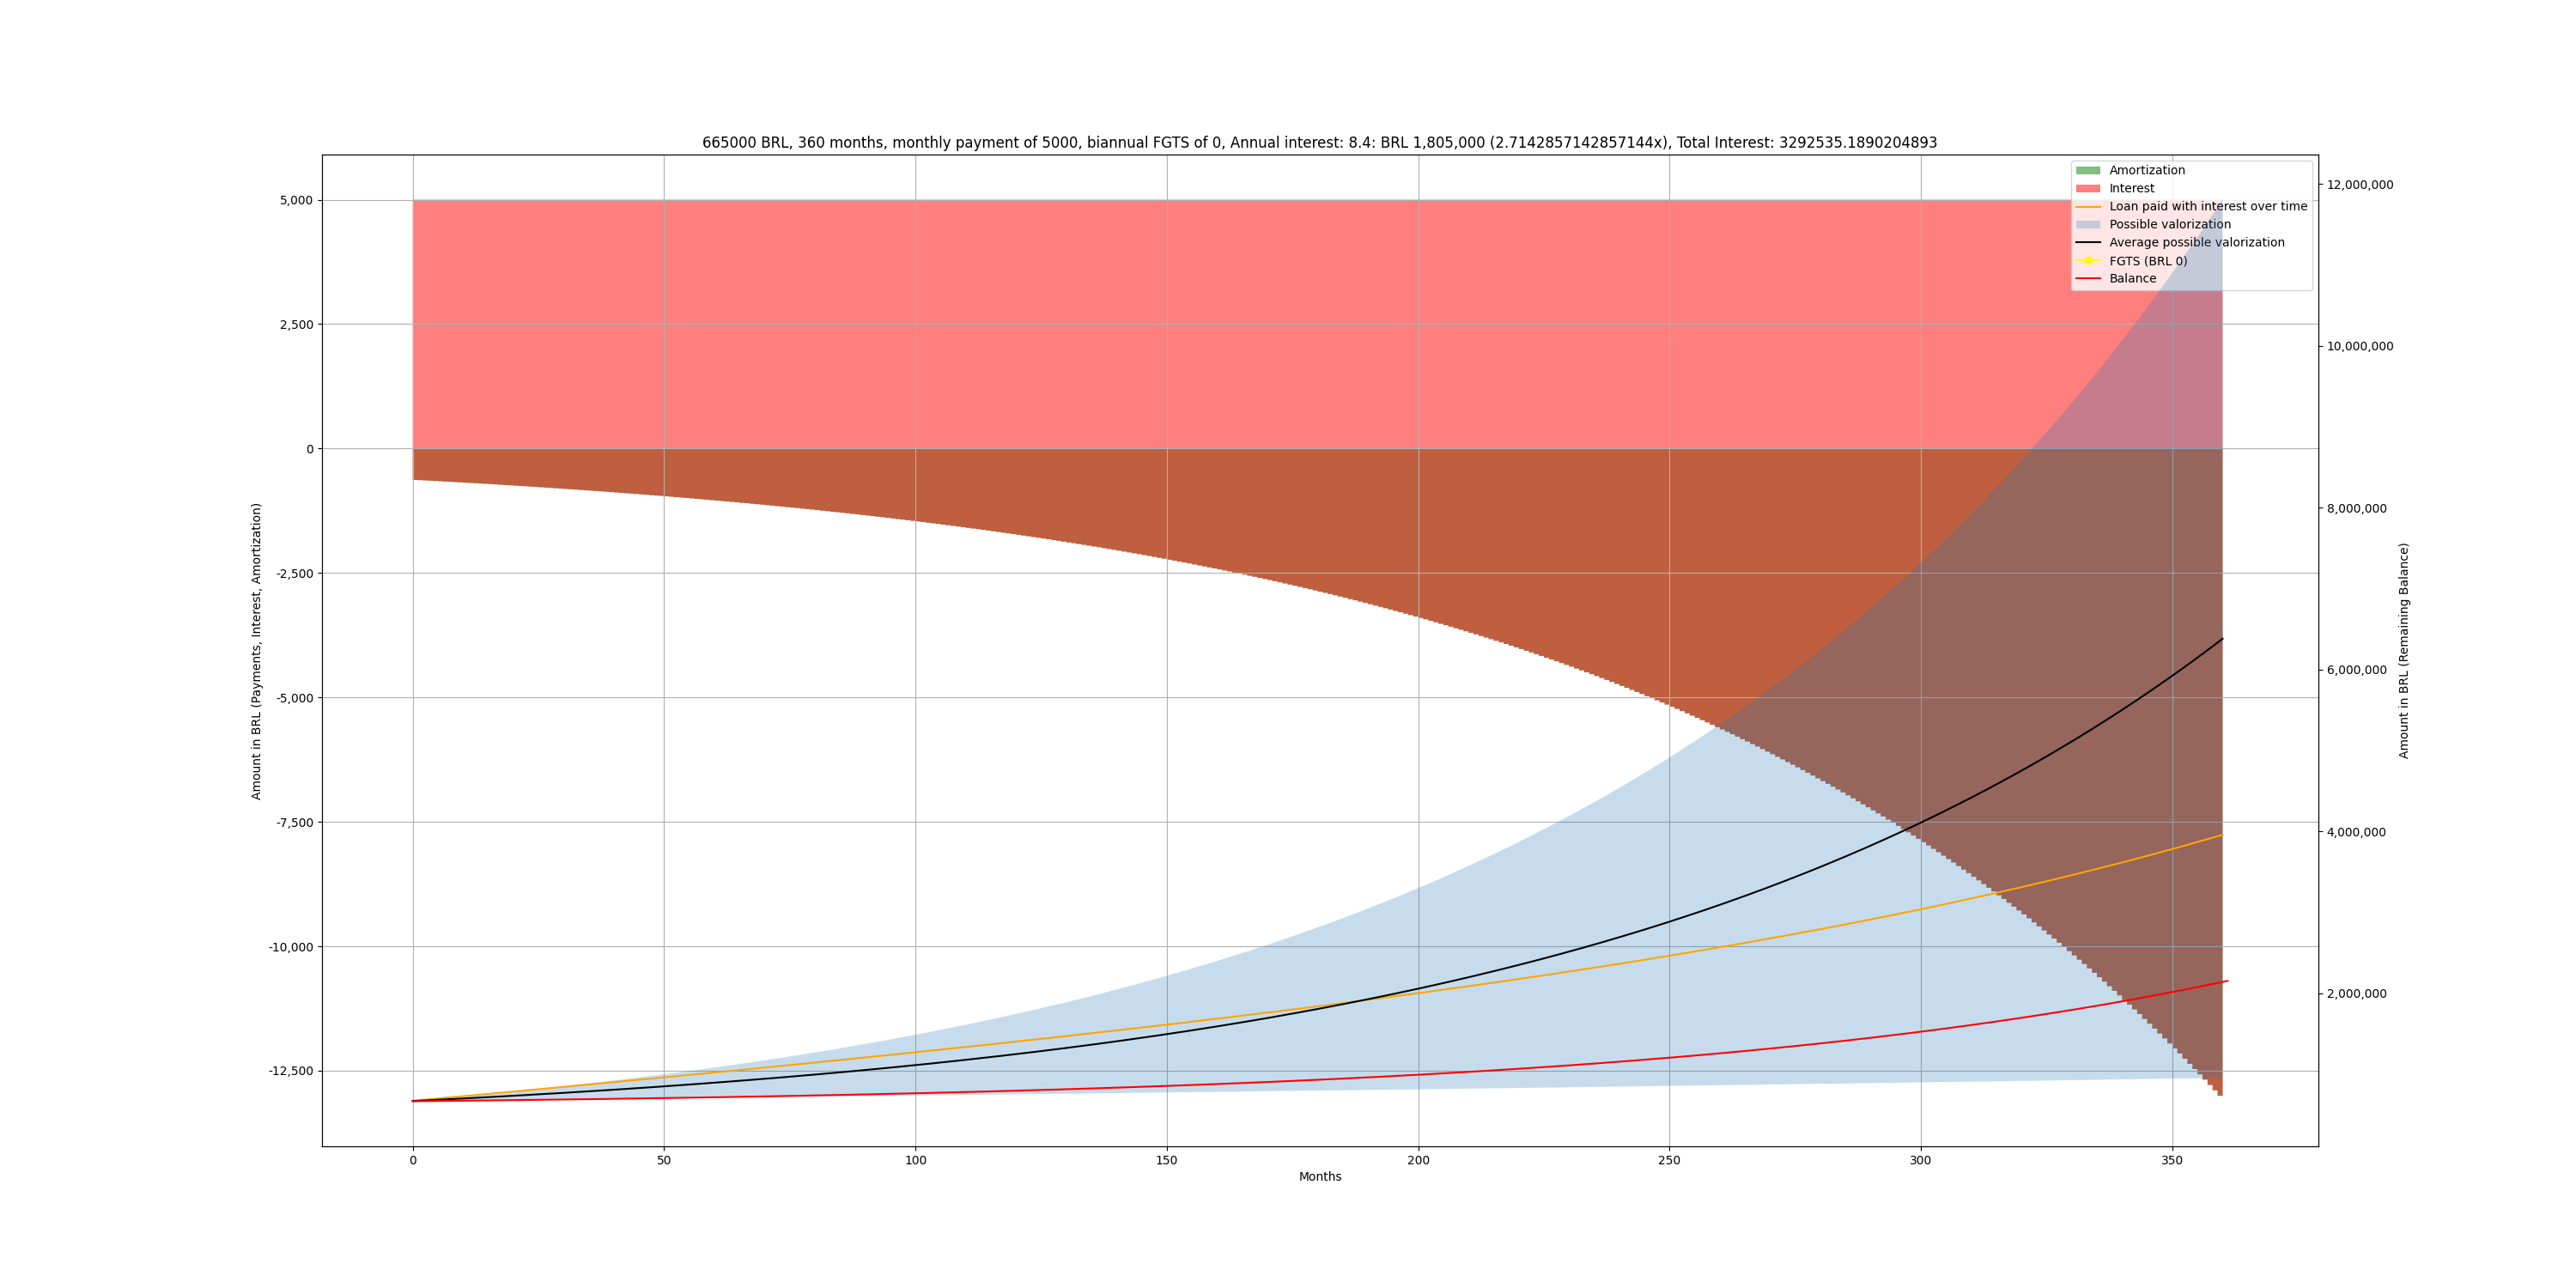 665000 BRL, 360 months, monthly payment of 5000, biannual FGTS of 0, Annual interest: 8.4: BRL 1,805,000 (2.7142857142857144x), Total Interest: 3292535.1890204893
Amortization
Interest
Loan paid with interest over time
Possible valorization
Average possible valorization
FGTS (BRL 0)
Balance
Amount in BRL (Payments, Interest, Amortization)
5,000
2,500
0
-2,500
-5,000
-7,500
-10,000
-12,500
12,000,000
10,000,000
8,000,000
6,000,000
4,000,000
2,000,000
Amount in BRL (Remaining Balance)
0
50
100
150
200
250
300
350
Months